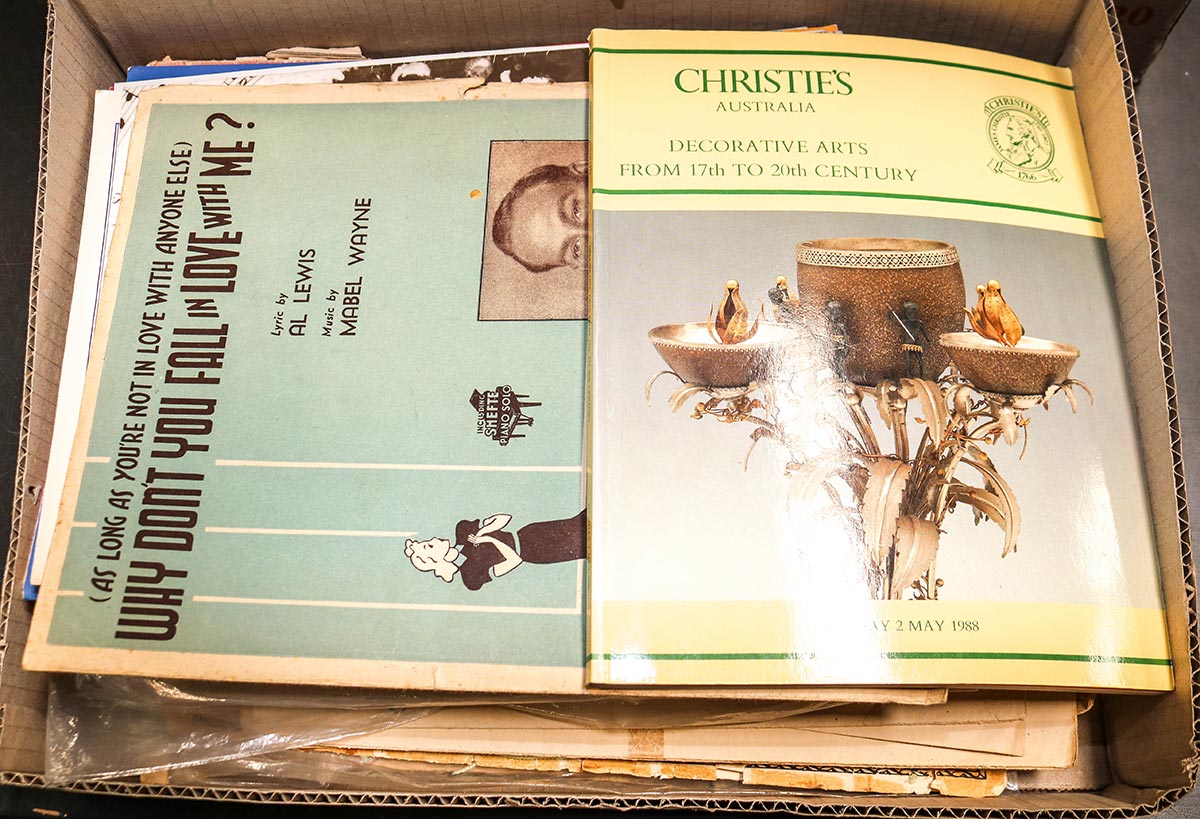 (AS LONG AS YOU'RE NOT IN LOVE WITH ANYONE ELSE)
WHY DON'T YOU FALL IN LOVE WITH ME?
Lyric by
AL LEWIS
Music by
MABEL WAYNE
INCLUDING
SHEFTE
PIANO SOLO
CHRISTIE'S
AUSTRALIA
DECORATIVE ARTS
FROM 17th TO 20th CENTURY
CHRISTIE'S
1766
2 MAY 1988
20